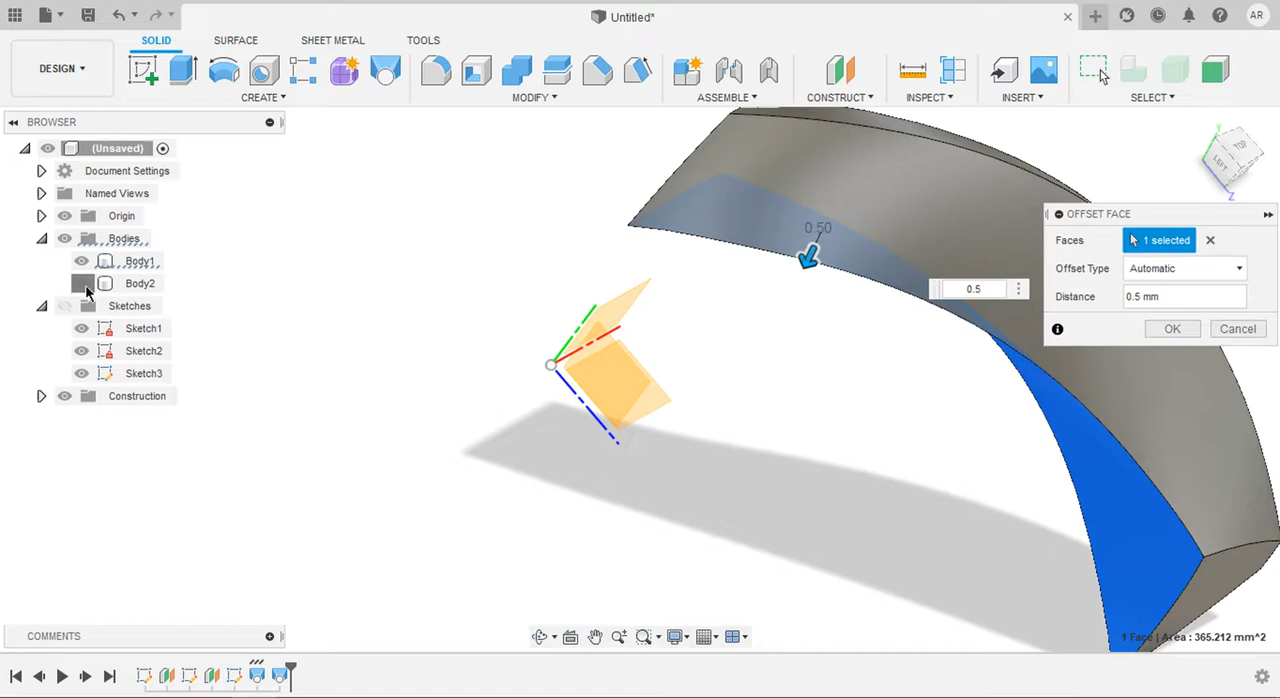 Untitled*
AR
DESIGN
SOLID SURFACE SHEET METAL TOOLS
CREATE MODIFY ASSEMBLE CONSTRUCT INSPECT INSERT SELECT
BROWSER
(Unsaved)
Document Settings
Named Views
Origin
Bodies
Body1
Body2
Sketches
Sketch1
Sketch2
Sketch3
Construction
0.50
0.5
Y
TOP
LEFT
Z
OFFSET FACE
Faces 1 selected
Offset Type Automatic
Distance 0.5 mm
OK Cancel
COMMENTS
1 Face | Area : 365.212 mm^2